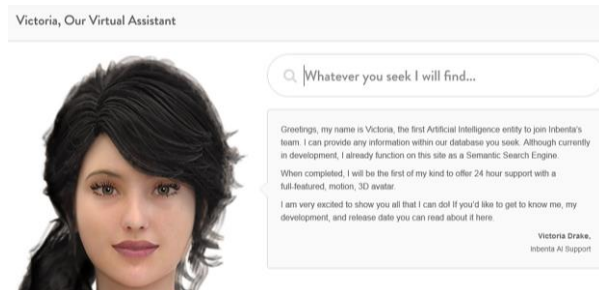 Victoria, Our Virtual Assistant
Whatever you seek I will find...
Greetings, my name is Victoria, the first Artificial Intelligence entity to join Inbenta's
team. I can provide any information within our database you seek. Although currently
in development, I already function on this site as a Semantic Search Engine.
When completed, I will be the first of my kind to offer 24 hour support with a
full-featured, motion, 3D avatar.
I am very excited to show you all that I can do! If you'd like to get to know me, my
development, and release date you can read about it here.
Victoria Drake,
Inbenta AI Support